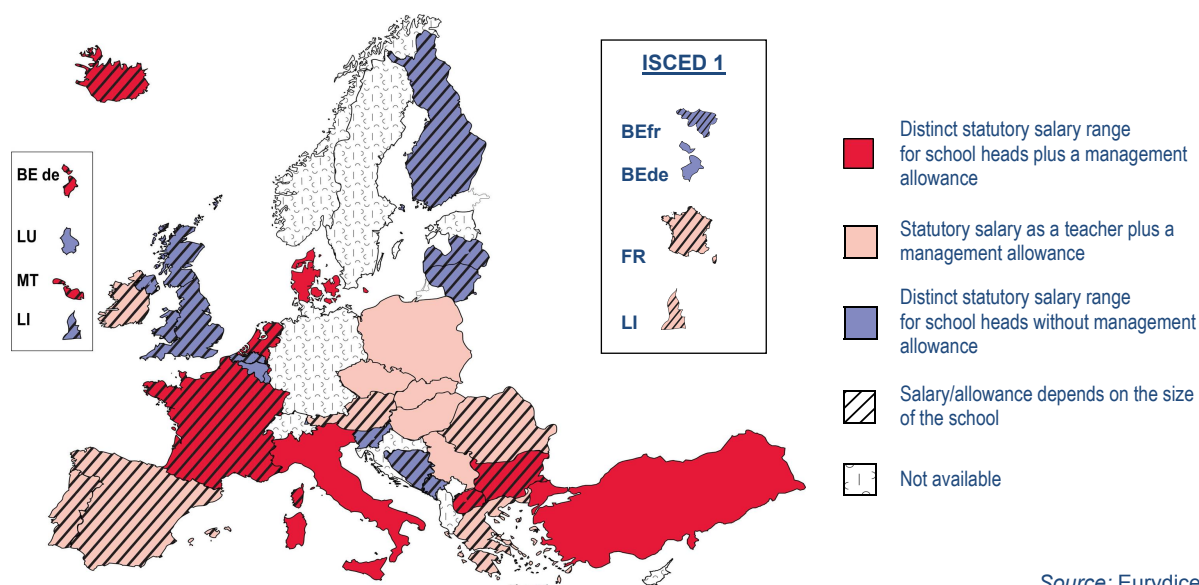 BE de
LU
MT
LI
ISCED 1
BEfr
BEde
FR
LI
Distinct statutory salary range
for school heads plus a management
allowance
Statutory salary as a teacher plus a
management allowance
Distinct statutory salary range
for school heads without management
allowance
Salary/allowance depends on the size
of the school
Not available
Source: Eurydice